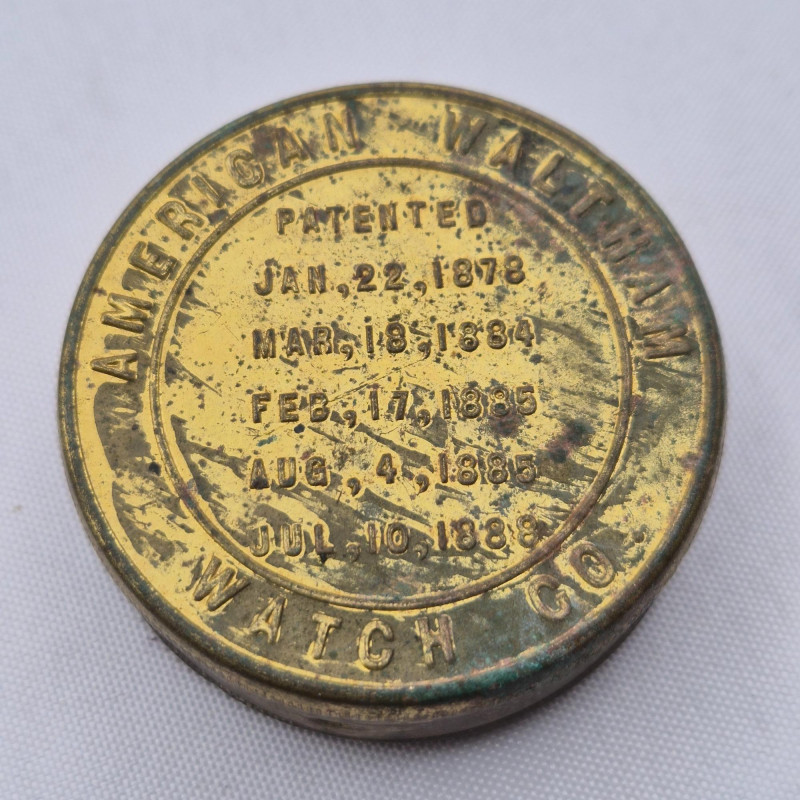 AMERICAN WALTHAM
WATCH CO.
PATENTED
JAN,22,1878
MAR,18,1884
FEB,17,1885
AUG,4,1885
JUL,10,1888